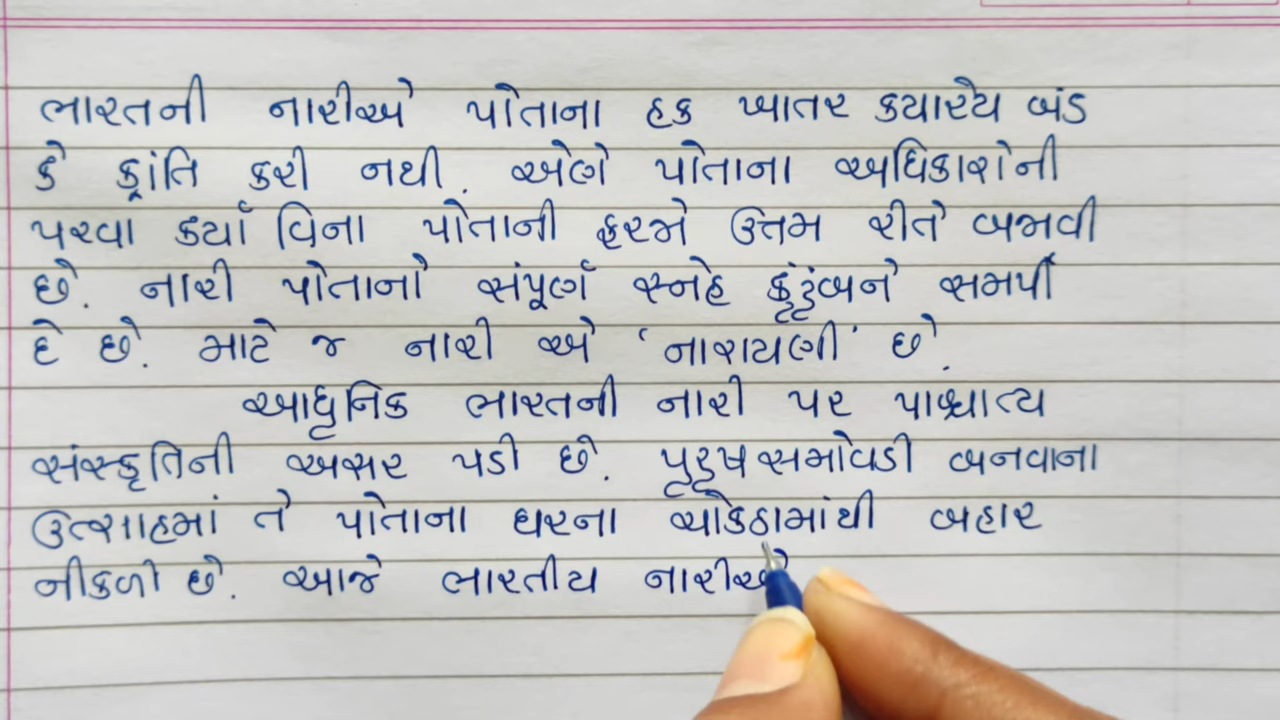 ભારતની નારીએ પોતાના હક ખાતર ક્યારેય બંડ
કે ક્રાંતિ કરી નથી. એણે પોતાના અધિકારોની
પરવા કર્યા વિના પોતાની ફરજો ઉત્તમ રીતે બજાવી
છે. નારી પોતાનો સંપૂર્ણ સ્નેહ કુટુંબને સમર્પી
દે છે. માટે જ નારી એ 'નારાયણી' છે.
આધુનિક ભારતની નારી પર પાશ્ચાત્ય
સંસ્કૃતિની અસર પડી છે. પુરુષસમોવડી બનવાના
ઉત્સાહમાં તે પોતાના ઘરના ચોકઠામાંથી બહાર
નીકળી છે. આજે ભારતીય નારીએ